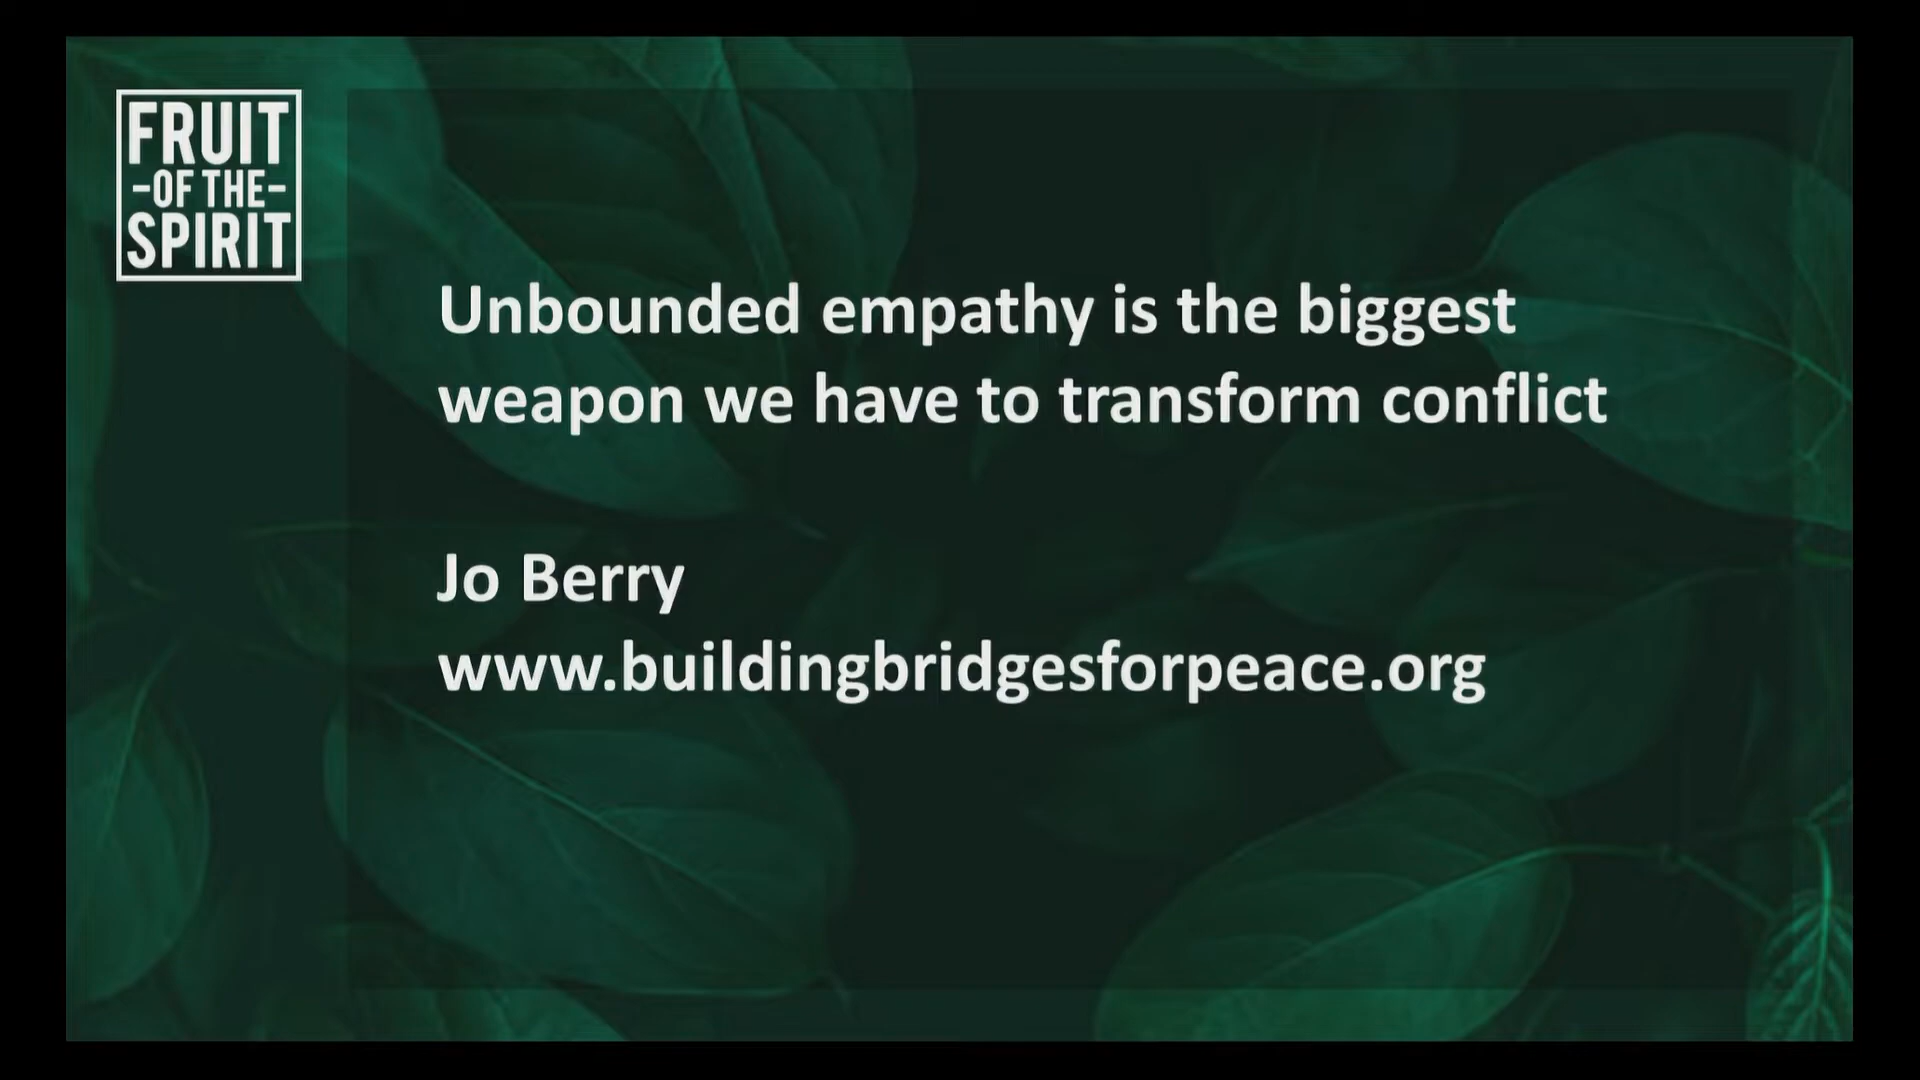 FRUIT
-OF THE-
SPIRIT
Unbounded empathy is the biggest
weapon we have to transform conflict
Jo Berry
www.buildingbridgesforpeace.org